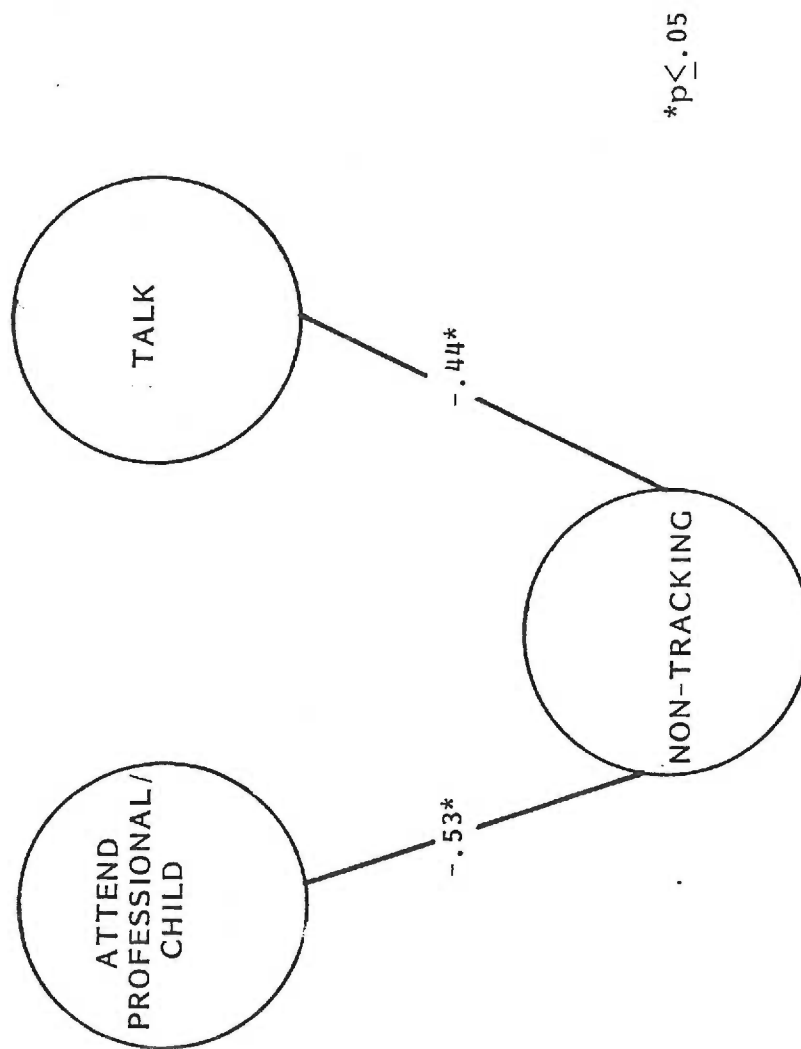 ATTEND
PROFESSIONAL/
CHILD
TALK
-.53*
-.44*
NON-TRACKING
*p≤.05